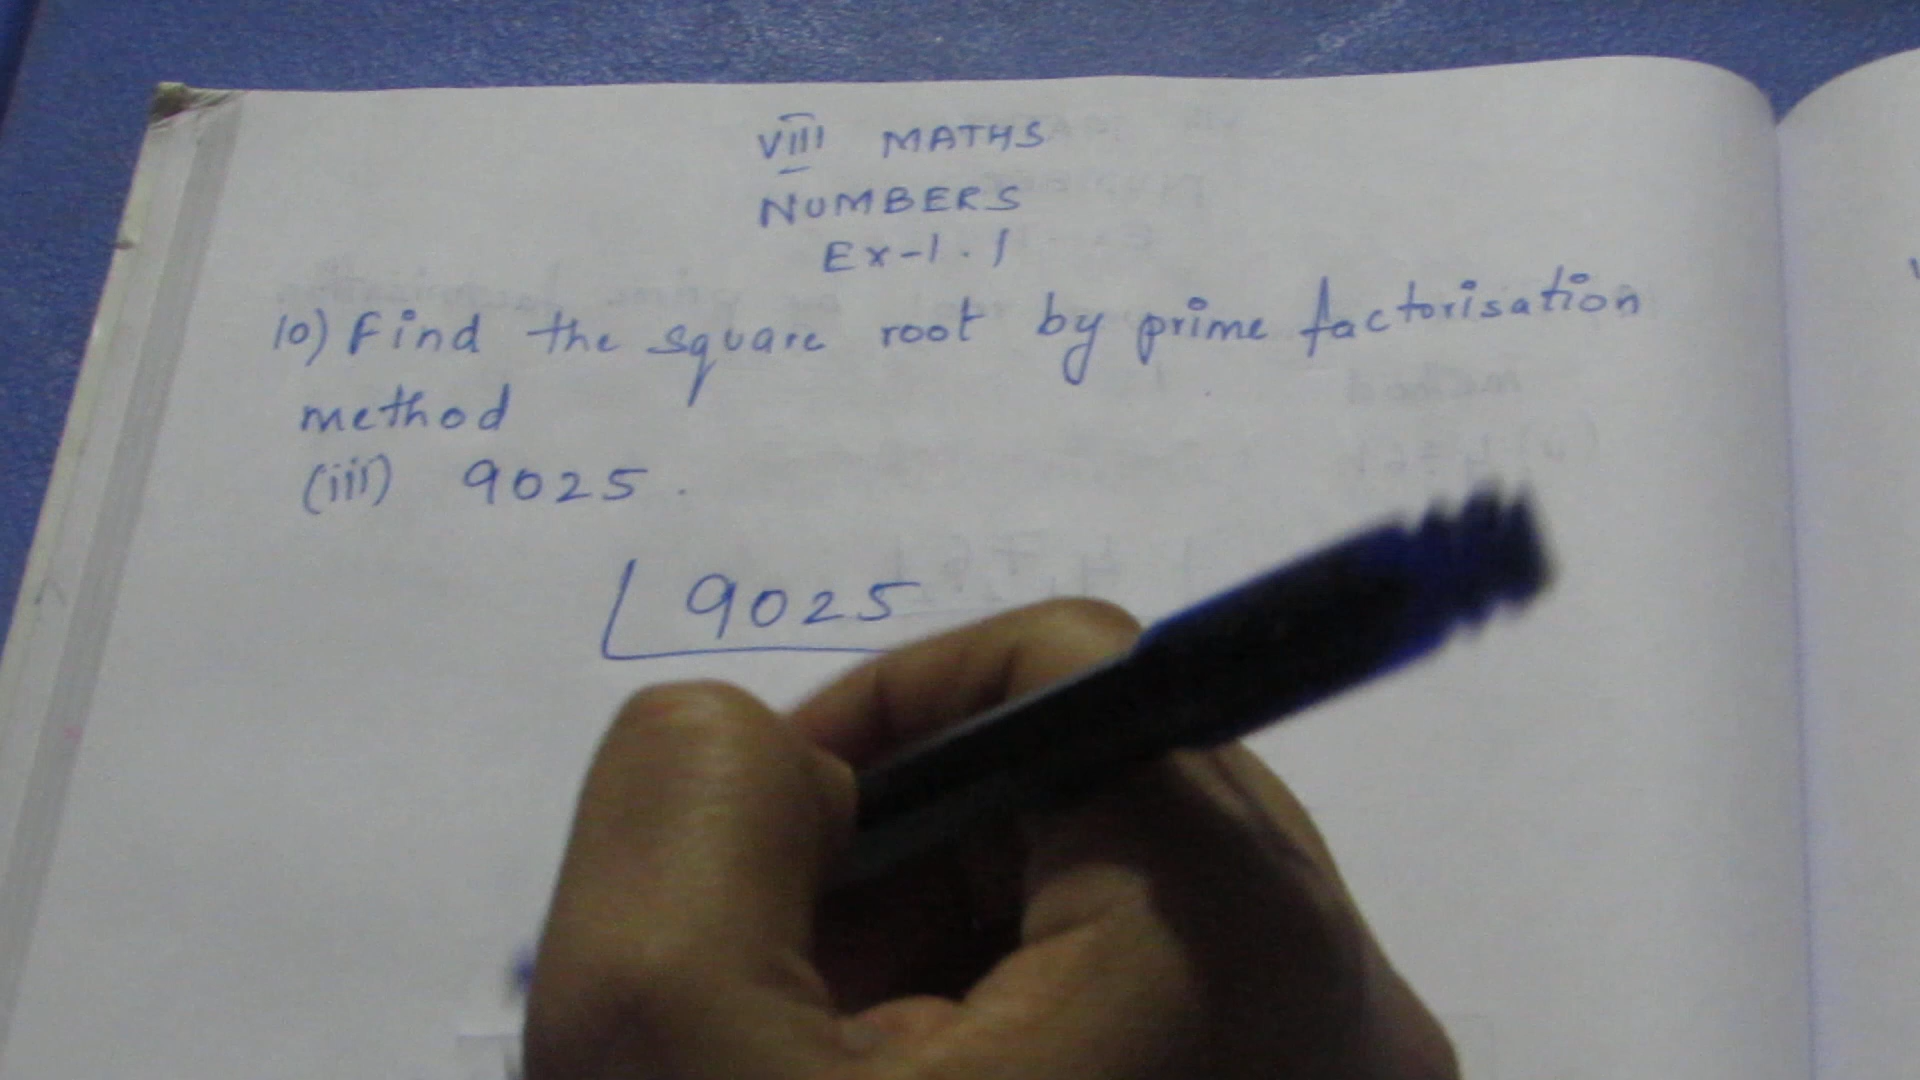 VIII MATHS
NUMBERS
Ex-1.1
10) Find the square root by prime factorisation
method
(iii) 9025.
9025